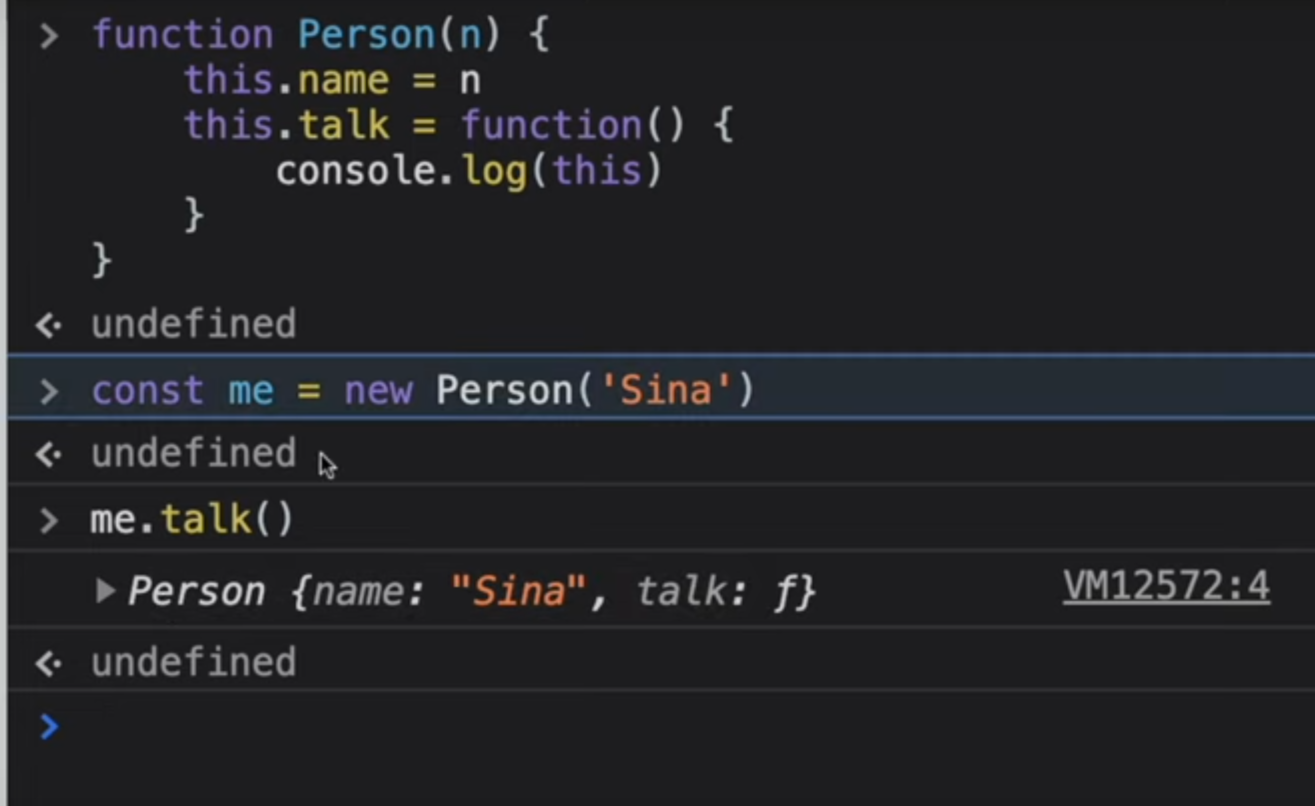 > function Person(n) {
this.name = n
this.talk = function() {
console.log(this)
}
}
undefined
> const me = new Person('Sina')
undefined
> me.talk()
Person {name: "Sina", talk: f} VM12572:4
undefined
>